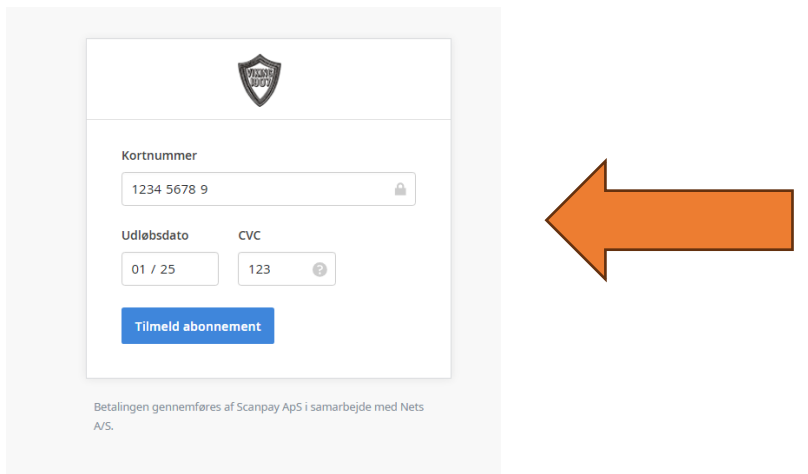 VIKING
Kortnummer
1234 5678 9
Udløbsdato
CVC
01 / 25
123
?
Tilmeld abonnement
Betalingen gennemføres af Scanpay ApS i samarbejde med Nets
A/S.